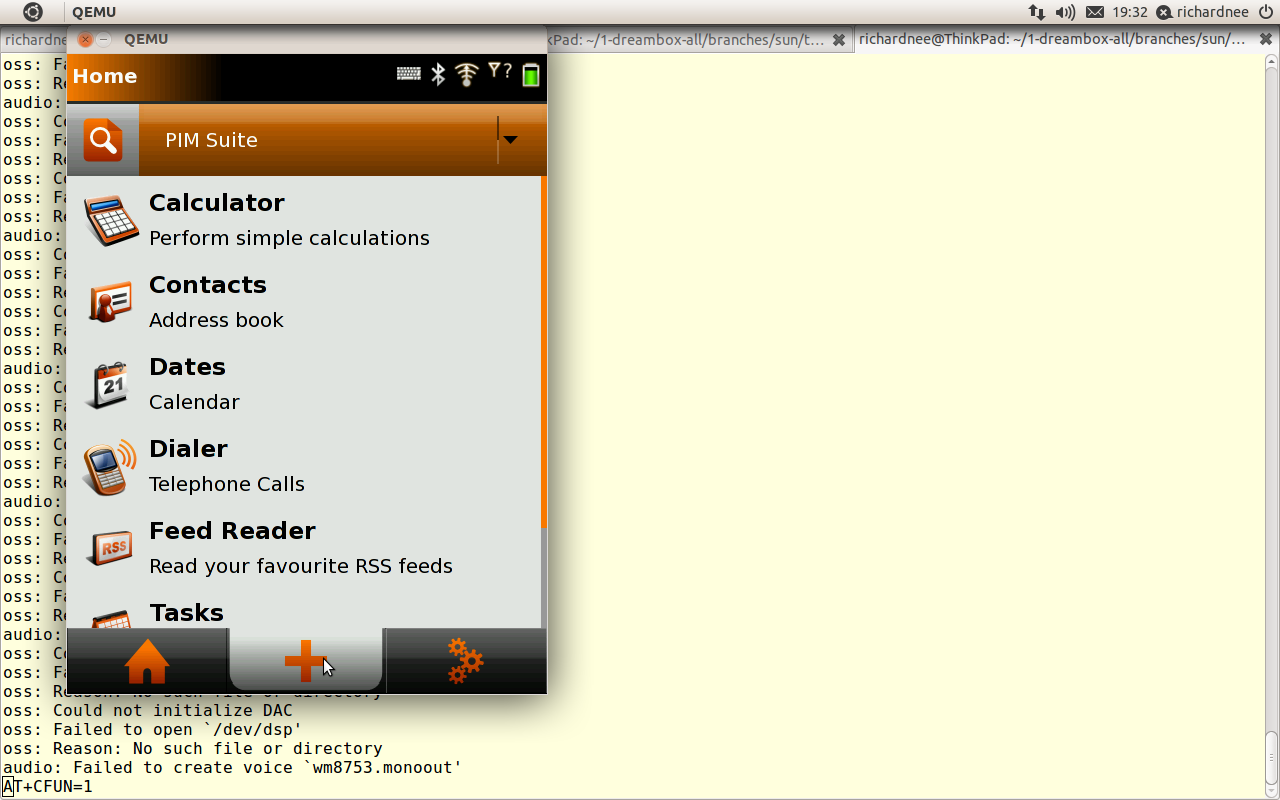 QEMU
19:32 richardnee
richardne
QEMU
kPad: ~/1-dreambox-all/branches/sun/t...
richardnee@ThinkPad: ~/1-dreambox-all/branches/sun/...
Home
?
PIM Suite
Calculator
Perform simple calculations
Contacts
Address book
21
Dates
Calendar
Dialer
Telephone Calls
RSS
Feed Reader
Read your favourite RSS feeds
Tasks
oss: Fa
oss: Re
audio:
oss: Co
oss: Fa
oss: Re
oss: Co
oss: Fa
oss: Re
audio:
oss: Co
oss: Fa
oss: Re
oss: Co
oss: Fa
oss: Re
audio:
oss: Co
oss: Fa
oss: Re
oss: Co
oss: Fa
oss: Re
audio:
oss: Co
oss: Fa
oss: Re
oss: Co
oss: Fa
oss: Re
audio:
oss: Co
oss: Fa
oss: Reason: No such file or directory
oss: Could not initialize DAC
oss: Failed to open `/dev/dsp'
oss: Reason: No such file or directory
audio: Failed to create voice `wm8753.monoout'
AT+CFUN=1